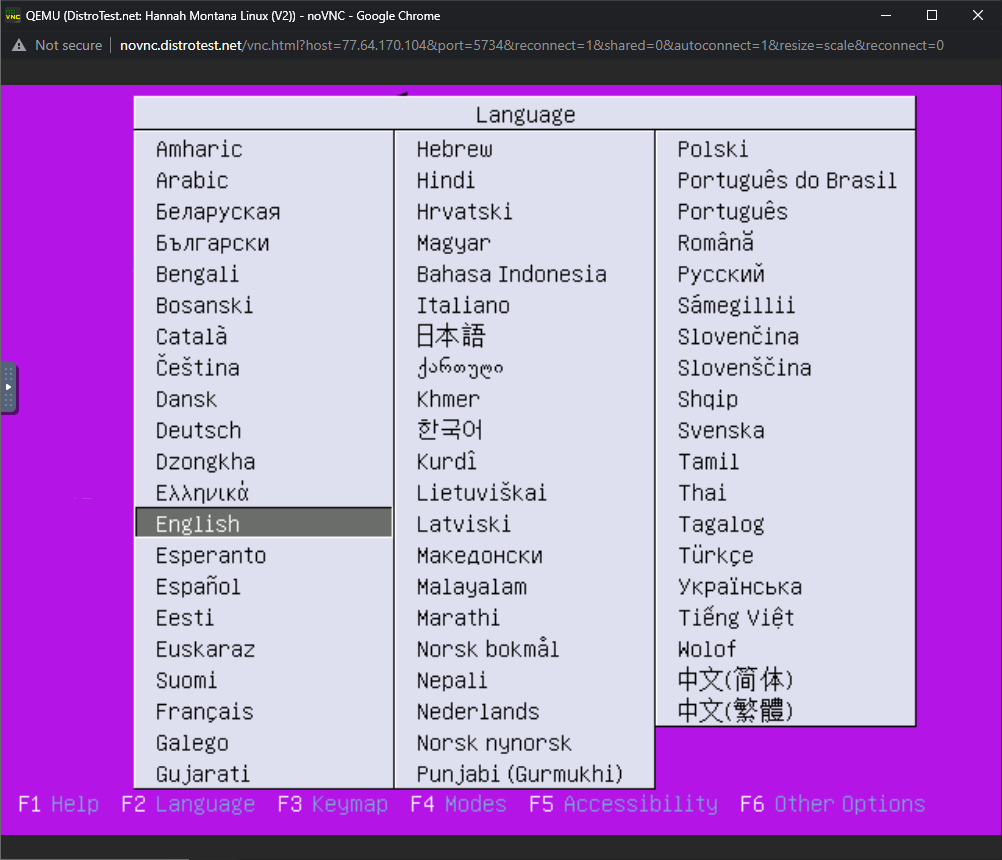 QEMU (DistroTest.net: Hannah Montana Linux (V2)) - noVNC - Google Chrome
Not secure | novnc.distrotest.net/vnc.html?host=77.64.170.104&port=5734&reconnect=1&shared=0&autoconnect=1&resize=scale&reconnect=0
Language
Amharic
Arabic
Беларуская
Български
Bengali
Bosanski
Català
Čeština
Dansk
Deutsch
Dzongkha
Ελληνικά
English
Esperanto
Español
Eesti
Euskaraz
Suomi
Français
Galego
Gujarati
Hebrew
Hindi
Hrvatski
Magyar
Bahasa Indonesia
Italiano
日本語
ქართული
Khmer
한국어
Kurdî
Lietuviškai
Latviski
Македонски
Malayalam
Marathi
Norsk bokmål
Nepali
Nederlands
Norsk nynorsk
Punjabi (Gurmukhi)
Polski
Português do Brasil
Português
Română
Русский
Sámegillii
Slovenčina
Slovenščina
Shqip
Svenska
Tamil
Thai
Tagalog
Türkçe
Українська
Tiếng Việt
Wolof
中文(简体)
中文(繁體)
F1 Help F2 Language F3 Keymap F4 Modes F5 Accessibility F6 Other Options